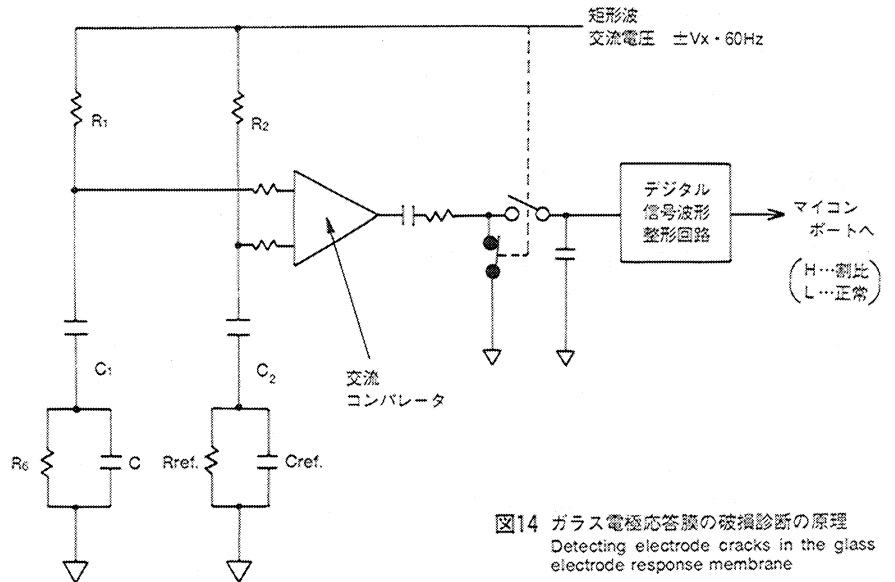 矩形波
交流電圧 ±Vx・60Hz
R₁
R₂
デジタル
信号波形
整形回路
マイコン
ポートへ
(H…割比
L…正常)
C₁
C₂
交流
コンパレータ
R6
C
Rref.
Cref.
図14 ガラス電極応答膜の破損診断の原理
Detecting electrode cracks in the glass
electrode response membrane